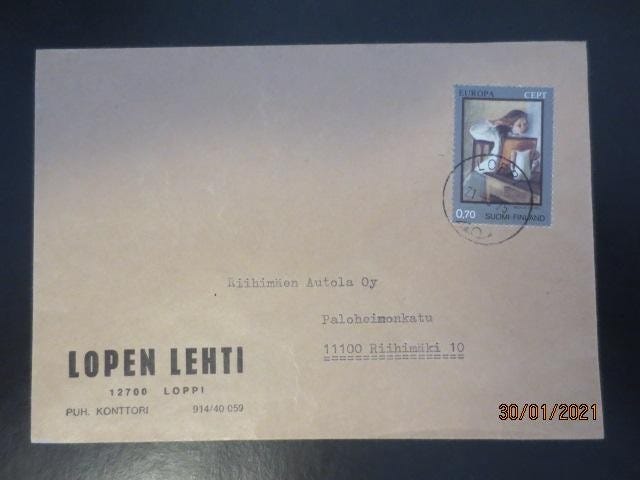 EUROPA CEPT
LOPPI
0,70 SUOMI-FINLAND
Riihimäen Autola Oy
Paloheimonkatu
11100 Riihimäki 10
LOPEN LEHTI
12700 LOPPI
PUH. KONTTORI 914/40 059
30/01/2021